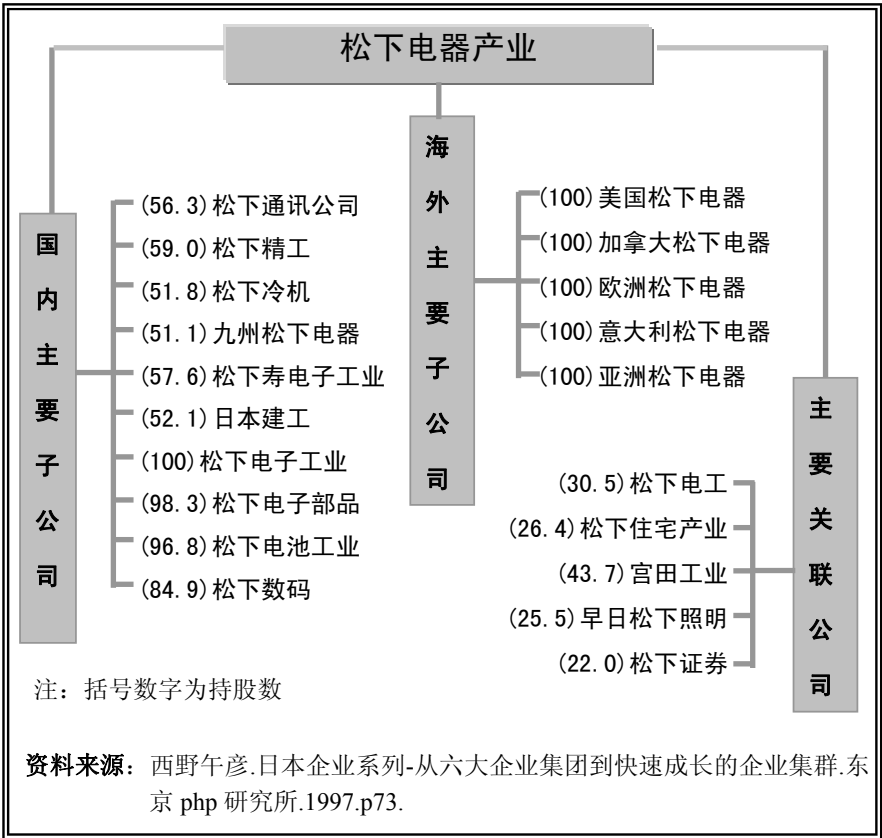 松下电器产业
国内主要子公司
(56.3)松下通讯公司
(59.0)松下精工
(51.8)松下冷机
(51.1)九州松下电器
(57.6)松下寿电子工业
(52.1)日本建工
(100)松下电子工业
(98.3)松下电子部品
(96.8)松下电池工业
(84.9)松下数码
海外主要子公司
(100)美国松下电器
(100)加拿大松下电器
(100)欧洲松下电器
(100)意大利松下电器
(100)亚洲松下电器
主要关联公司
(30.5)松下电工
(26.4)松下住宅产业
(43.7)宫田工业
(25.5)早日松下照明
(22.0)松下证券
注：括号数字为持股数
资料来源：西野午彦.日本企业系列-从六大企业集团到快速成长的企业集群.东
京 php 研究所.1997.p73.